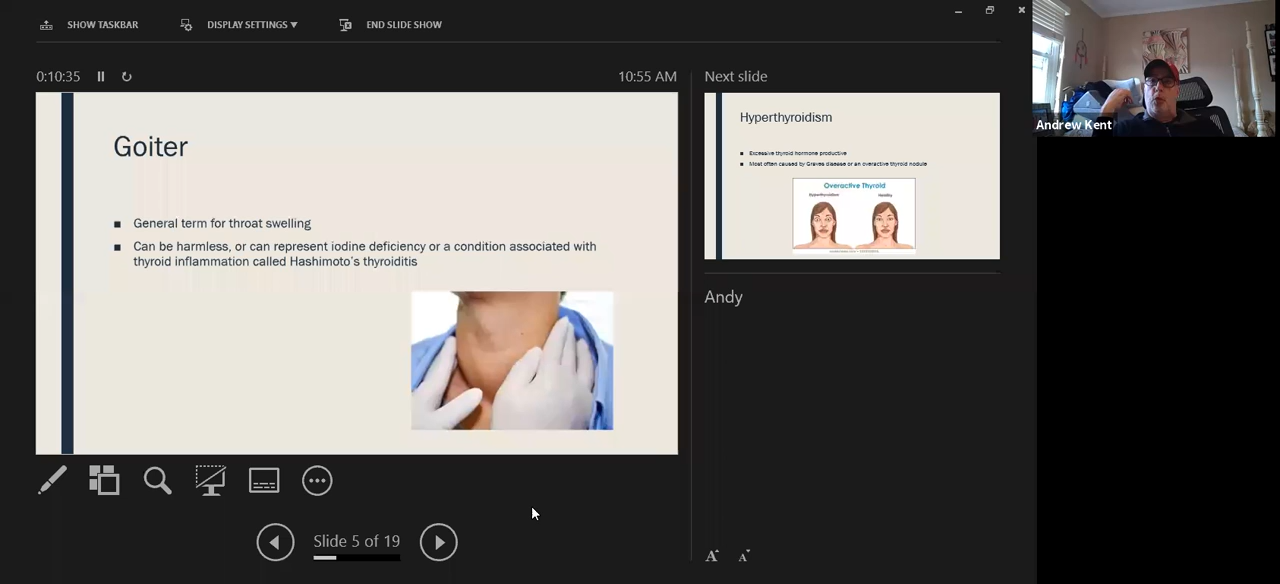 SHOW TASKBAR
DISPLAY SETTINGS ▼
END SLIDE SHOW
0:10:35
10:55 AM
Next slide
Goiter
■ General term for throat swelling
■ Can be harmless, or can represent iodine deficiency or a condition associated with
thyroid inflammation called Hashimoto's thyroiditis
Hyperthyroidism
■ Excessive thyroid hormone productive
■ Most often caused by Graves disease or an overactive thyroid nodule
Overactive Thyroid
Hyperthyroidism
Healthy
Andrew Kent
Andy
Slide 5 of 19
A
A